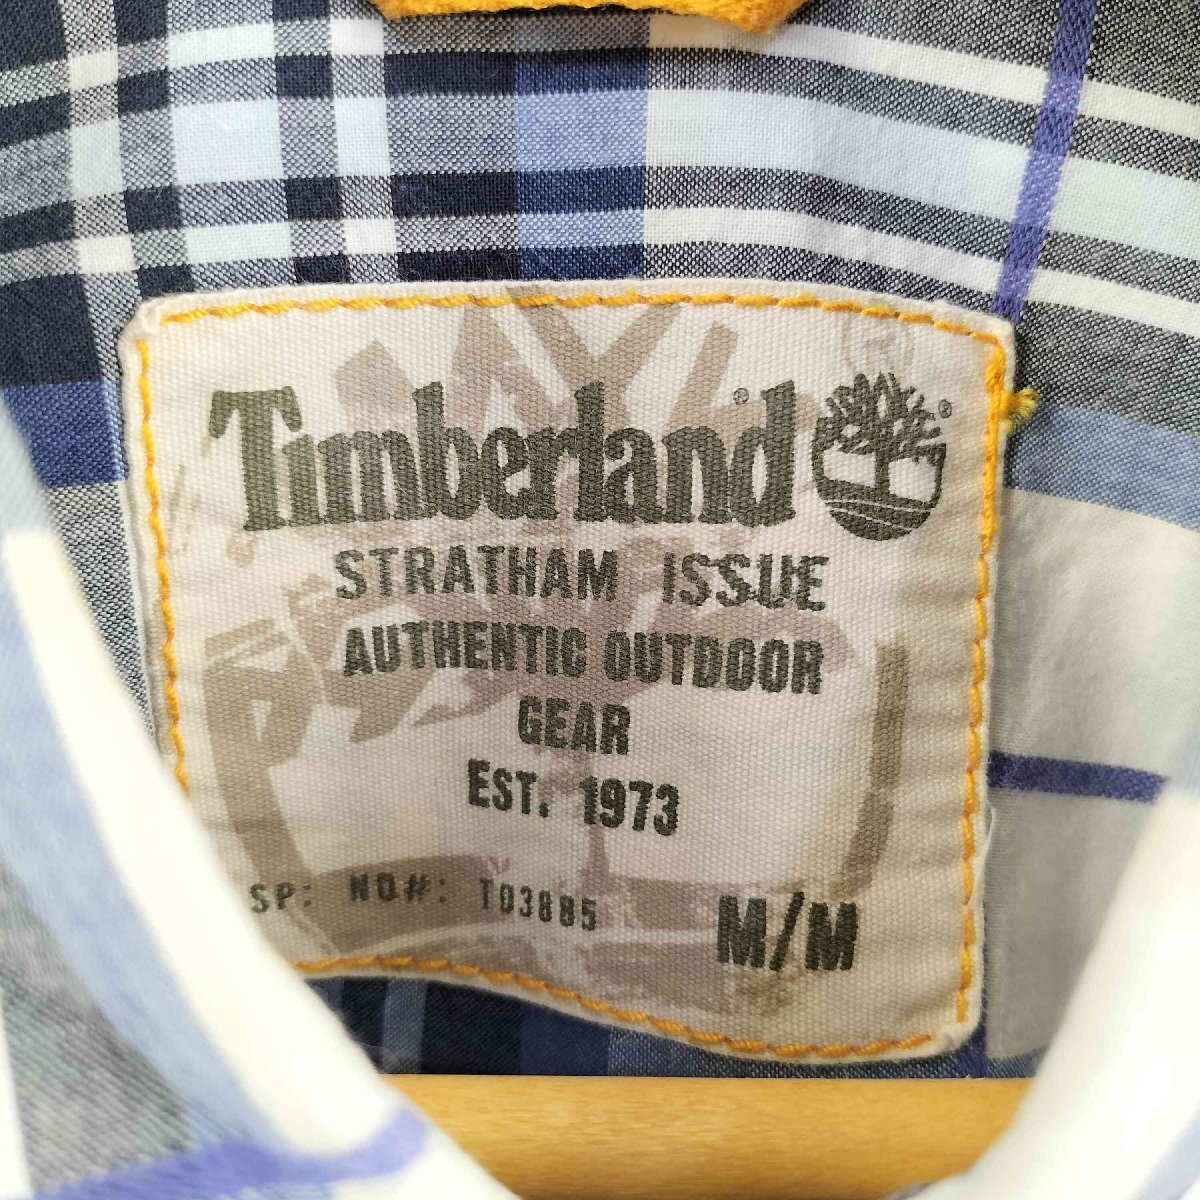 Timberland®
STRATHAM ISSUE
AUTHENTIC OUTDOOR
GEAR
EST. 1973
SP: NO#: T03885
M/M